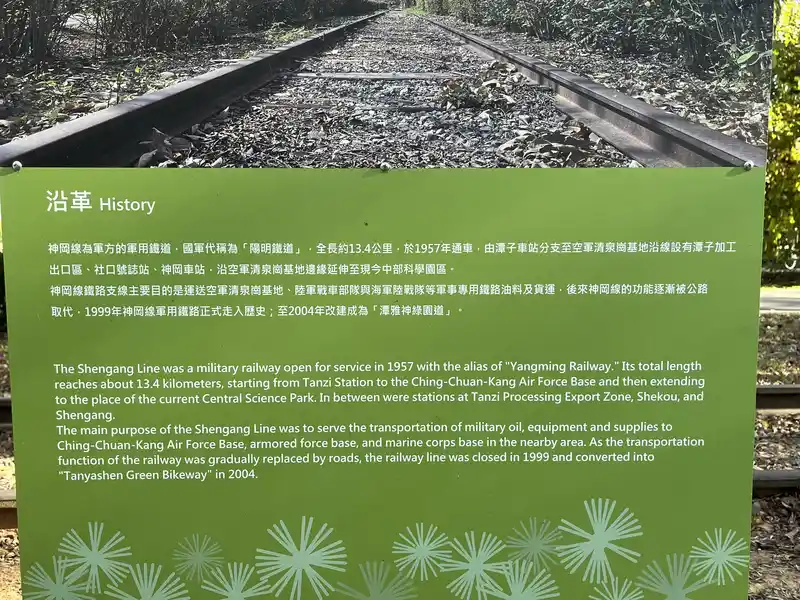 沿革 History
神岡線為軍方的軍用鐵道，國軍代稱為「陽明鐵道」，全長約13.4公里，於1957年通車，由潭子車站分支至空軍清泉崗基地沿線設有潭子加工
出口區、社口號誌站、神岡車站，沿空軍清泉崗基地邊緣延伸至現今中部科學園區。
神岡線鐵路支線主要目的是運送空軍清泉崗基地、陸軍戰車部隊與海軍陸戰隊等軍事專用鐵路油料及貨運，後來神岡線的功能逐漸被公路
取代，1999年神岡線軍用鐵路正式走入歷史；至2004年改建成為「潭雅神綠園道」。
The Shengang Line was a military railway open for service in 1957 with the alias of "Yangming Railway." Its total length
reaches about 13.4 kilometers, starting from Tanzi Station to the Ching-Chuan-Kang Air Force Base and then extending
to the place of the current Central Science Park. In between were stations at Tanzi Processing Export Zone, Shekou, and
Shengang.
The main purpose of the Shengang Line was to serve the transportation of military oil, equipment and supplies to
Ching-Chuan-Kang Air Force Base, armored force base, and marine corps base in the nearby area. As the transportation
function of the railway was gradually replaced by roads, the railway line was closed in 1999 and converted into
"Tanyashen Green Bikeway" in 2004.